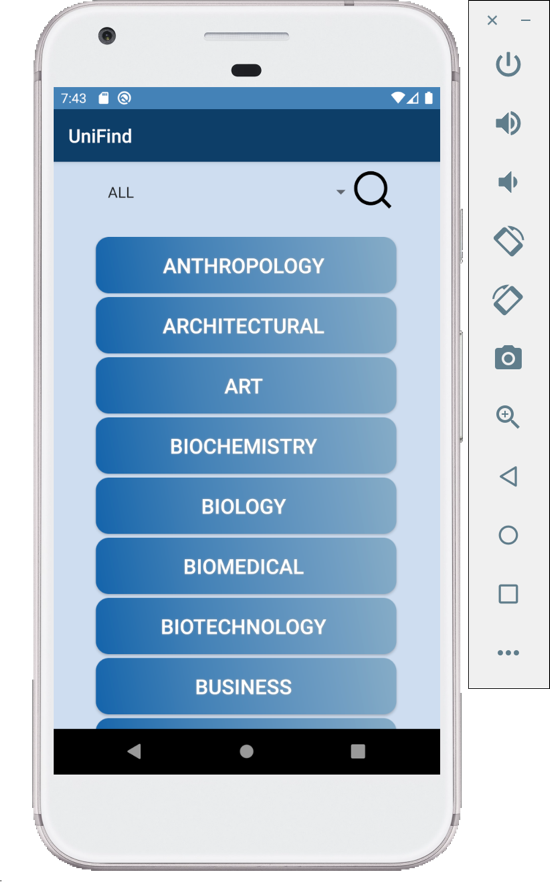 7:43
UniFind
ALL
ANTHROPOLOGY
ARCHITECTURAL
ART
BIOCHEMISTRY
BIOLOGY
BIOMEDICAL
BIOTECHNOLOGY
BUSINESS